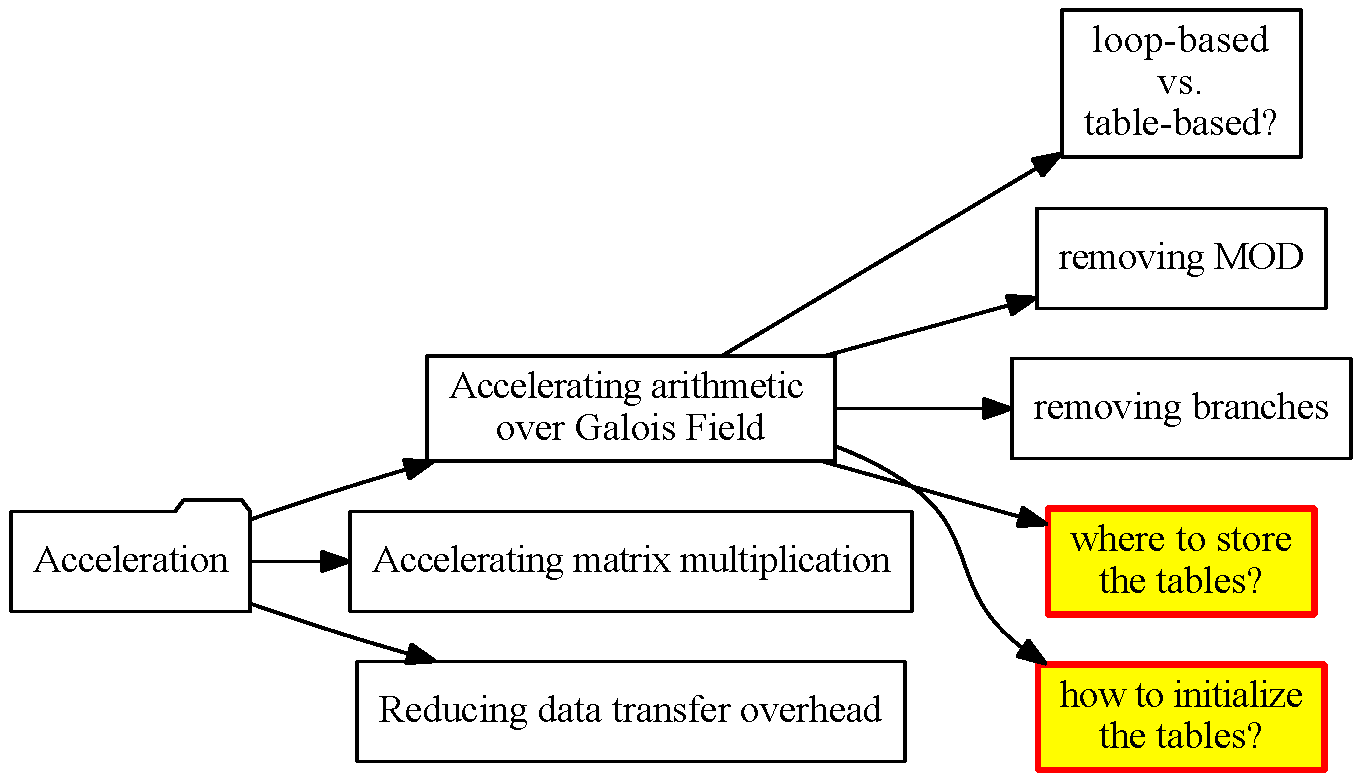 loop-based
vs.
table-based?
removing MOD
Accelerating arithmetic
over Galois Field
removing branches
Acceleration
Accelerating matrix multiplication
where to store
the tables?
Reducing data transfer overhead
how to initialize
the tables?